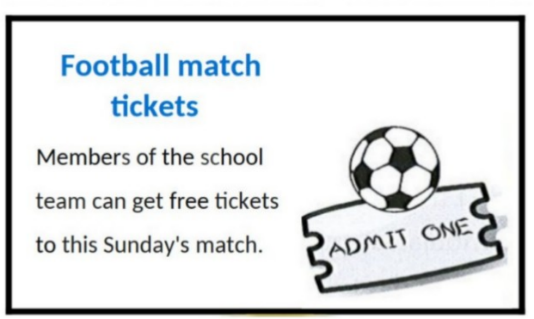 Football match
tickets
Members of the school
team can get free tickets
to this Sunday's match.
ADMIT ONE